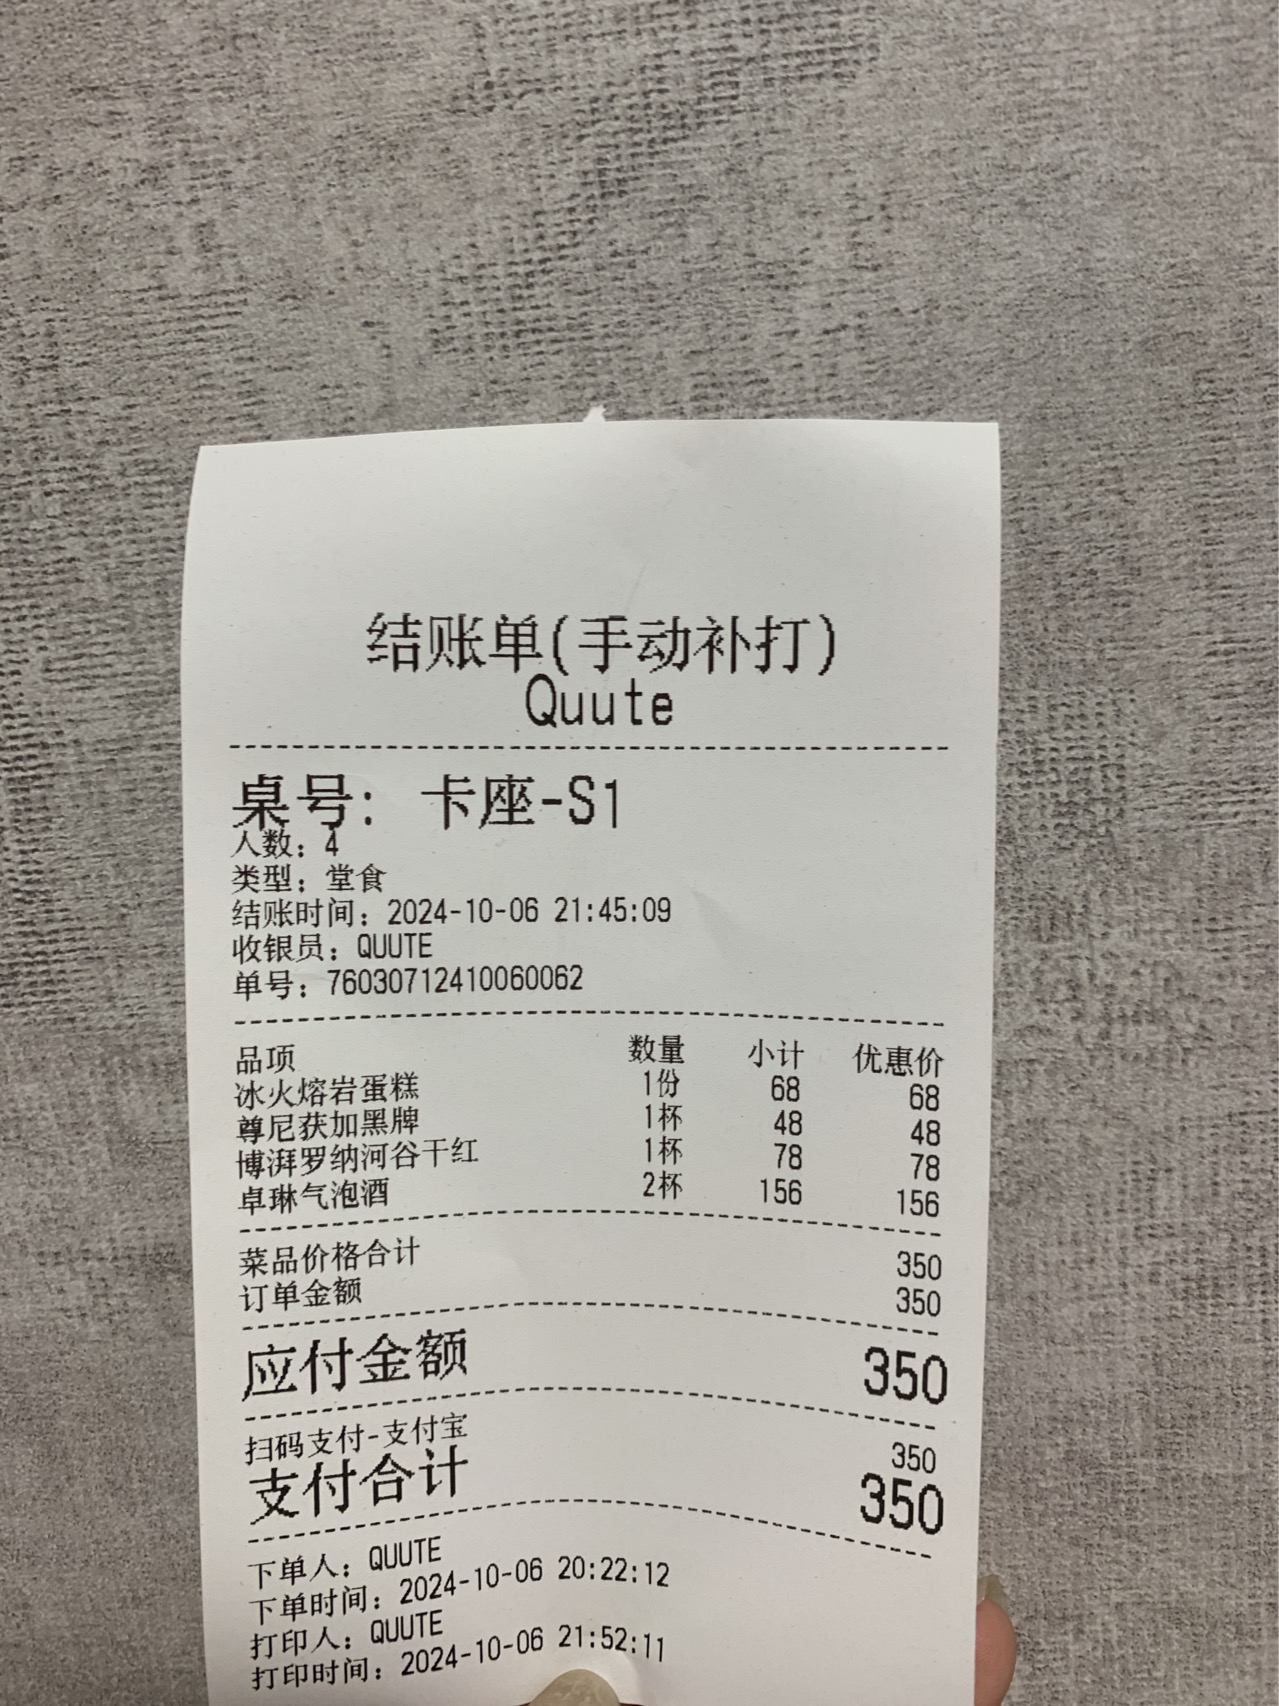 结账单(手动补打)
Quute
桌号: 卡座-S1
人数: 4
类型: 堂食
结账时间: 2024-10-06 21:45:09
收银员: QUUTE
单号: 76030712410060062
品项 数量 小计 优惠价
冰火熔岩蛋糕 1份 68 68
尊尼获加黑牌 1杯 48 48
博湃罗纳河谷干红 1杯 78 78
卓琳气泡酒 2杯 156 156
菜品价格合计 350
订单金额 350
应付金额 350
扫码支付-支付宝 350
支付合计 350
下单人: QUUTE
下单时间: 2024-10-06 20:22:12
打印人: QUUTE
打印时间: 2024-10-06 21:52:11